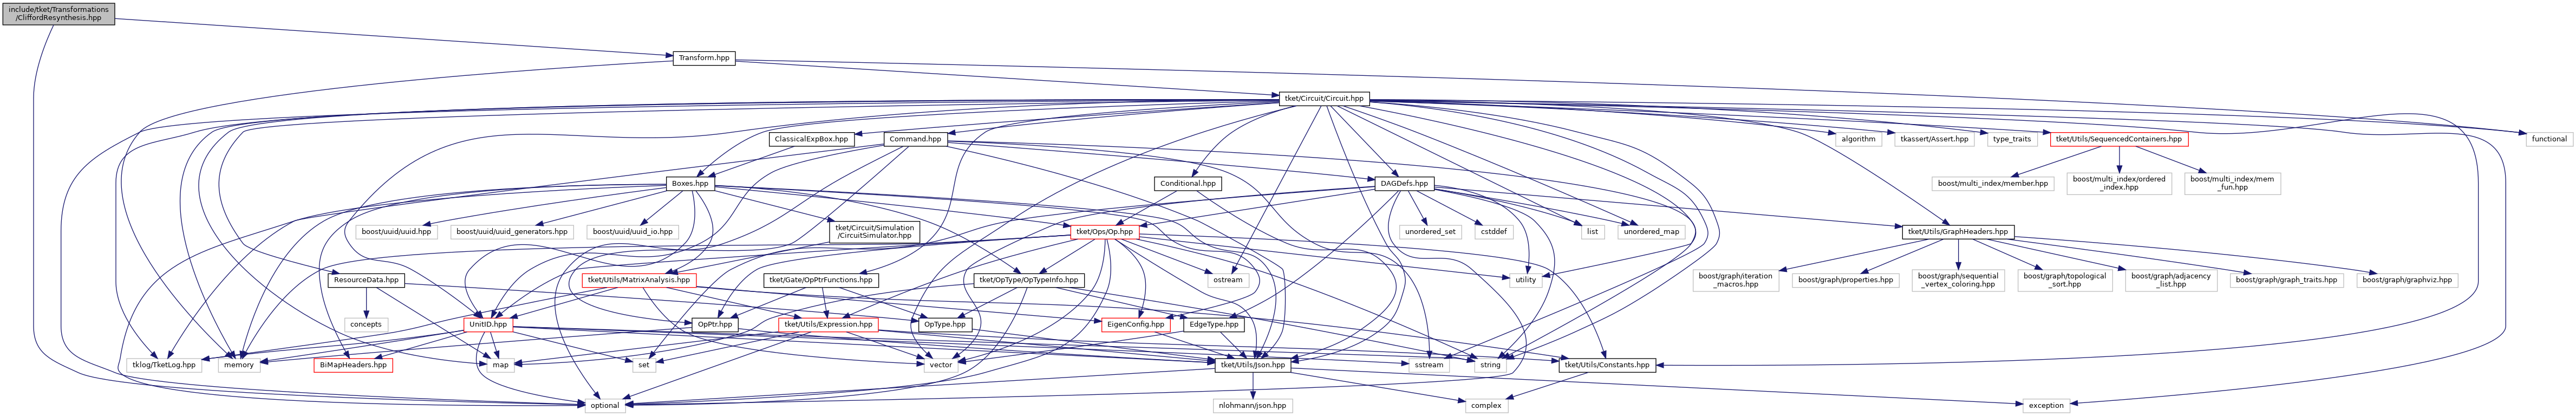 include/tket/Transformations
/CliffordResynthesis.hpp
Transform.hpp
tket/Circuit/Circuit.hpp
ClassicalExpBox.hpp
Command.hpp
algorithm
tkassert/Assert.hpp
type_traits
tket/Utils/SequencedContainers.hpp
functional
Boxes.hpp
Conditional.hpp
DAGDefs.hpp
boost/multi_index/member.hpp
boost/multi_index/ordered
_index.hpp
boost/multi_index/mem
_fun.hpp
boost/uuid/uuid.hpp
boost/uuid/uuid_generators.hpp
boost/uuid/uuid_io.hpp
tket/Circuit/Simulation
/CircuitSimulator.hpp
tket/Ops/Op.hpp
unordered_set
cstddef
list
unordered_map
tket/Utils/GraphHeaders.hpp
ResourceData.hpp
tket/Utils/MatrixAnalysis.hpp
tket/Gate/OpPtrFunctions.hpp
tket/OpType/OpTypeInfo.hpp
ostream
utility
boost/graph/iteration
_macros.hpp
boost/graph/properties.hpp
boost/graph/sequential
_vertex_coloring.hpp
boost/graph/topological
_sort.hpp
boost/graph/adjacency
_list.hpp
boost/graph/graph_traits.hpp
boost/graph/graphviz.hpp
concepts
UnitID.hpp
OpPtr.hpp
tket/Utils/Expression.hpp
OpType.hpp
EigenConfig.hpp
EdgeType.hpp
tklog/TketLog.hpp
memory
BiMapHeaders.hpp
map
set
vector
tket/Utils/Json.hpp
sstream
string
tket/Utils/Constants.hpp
optional
nlohmann/json.hpp
complex
exception